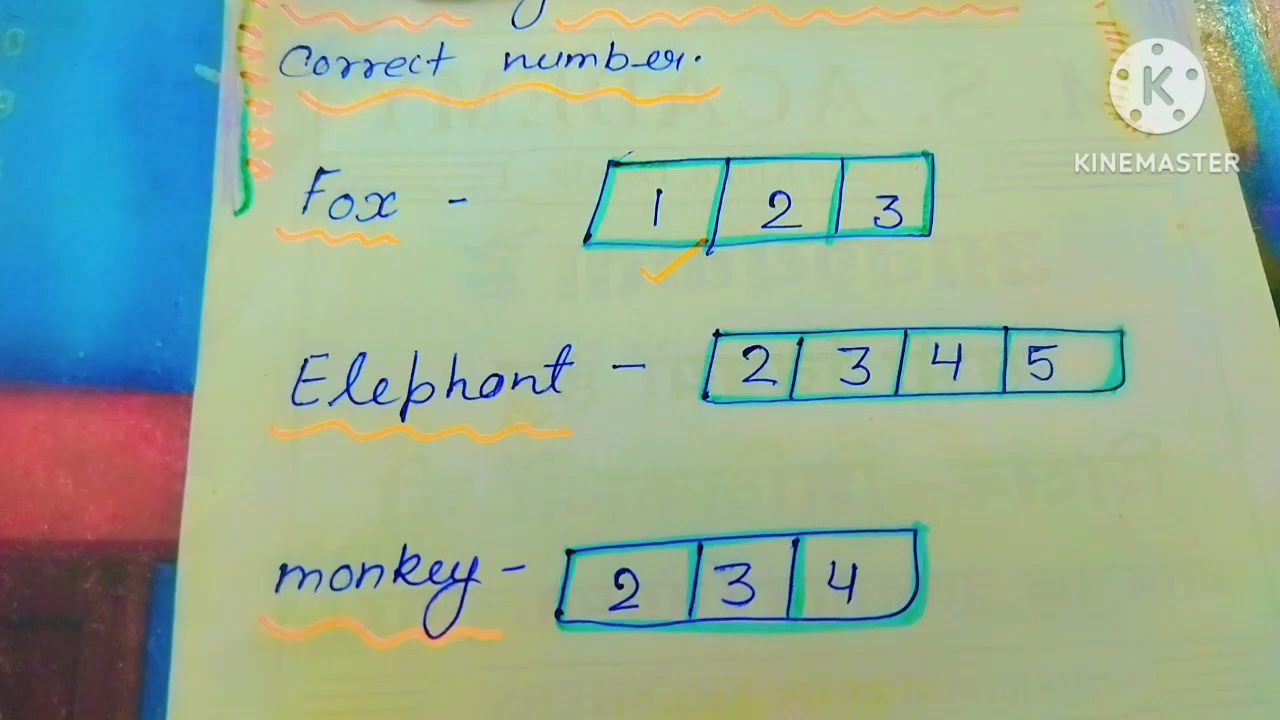 Correct number.
KINEMASTER
Fox - 1 2 3
Elephant - 2 3 4 5
monkey - 2 3 4